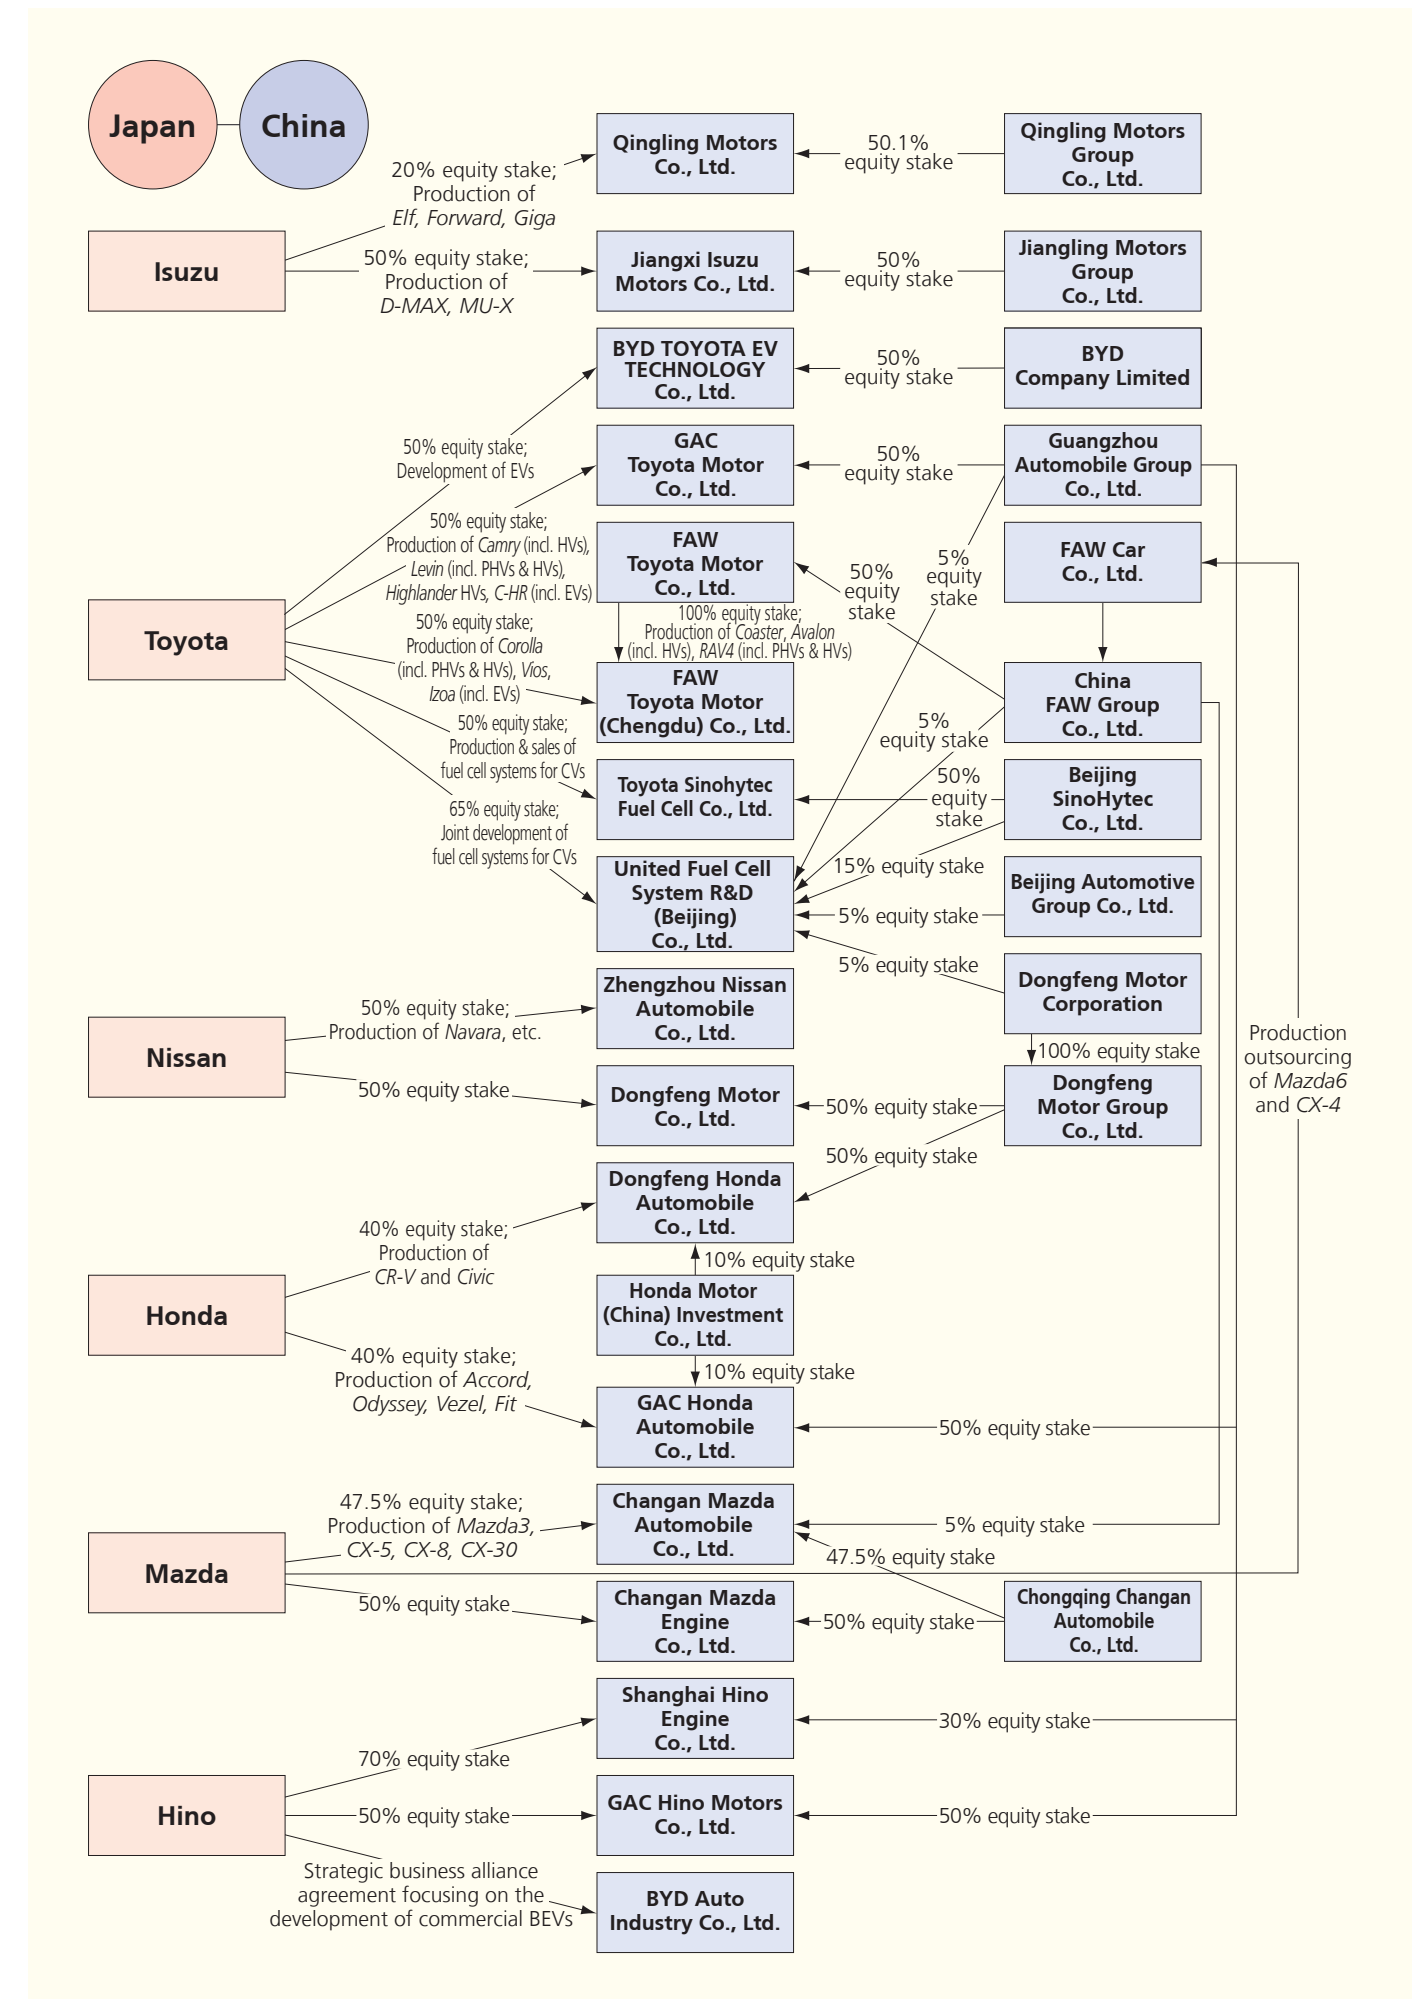 Japan
China
Qingling Motors
Co., Ltd.
50.1%
equity stake
Qingling Motors
Group
Co., Ltd.
20% equity stake;
Production of
Elf, Forward, Giga
Isuzu
50% equity stake;
Production of
D-MAX, MU-X
Jiangxi Isuzu
Motors Co., Ltd.
50%
equity stake
Jiangling Motors
Group
Co., Ltd.
BYD TOYOTA EV
TECHNOLOGY
Co., Ltd.
50%
equity stake
BYD
Company Limited
50% equity stake;
Development of EVs
GAC
Toyota Motor
Co., Ltd.
50%
equity stake
Guangzhou
Automobile Group
Co., Ltd.
50% equity stake;
Production of Camry (incl. HVs),
Levin (incl. PHVs & HVs),
Highlander HVs, C-HR (incl. EVs)
FAW
Toyota Motor
Co., Ltd.
50%
equity
stake
5%
equity
stake
FAW Car
Co., Ltd.
Toyota
50% equity stake;
Production of Corolla
(incl. PHVs & HVs), Vios,
Izoa (incl. EVs)
100% equity stake;
Production of Coaster, Avalon
(incl. HVs), RAV4 (incl. PHVs & HVs)
FAW
Toyota Motor
(Chengdu) Co., Ltd.
China
FAW Group
Co., Ltd.
5%
equity stake
50% equity stake;
Production & sales of
fuel cell systems for CVs
Toyota Sinohytec
Fuel Cell Co., Ltd.
50%
equity
stake
Beijing
SinoHytec
Co., Ltd.
65% equity stake;
Joint development of
fuel cell systems for CVs
United Fuel Cell
System R&D
(Beijing)
Co., Ltd.
15% equity stake
5% equity stake
Beijing Automotive
Group Co., Ltd.
5% equity stake
Dongfeng Motor
Corporation
100% equity stake
Nissan
50% equity stake;
Production of Navara, etc.
Zhengzhou Nissan
Automobile
Co., Ltd.
50% equity stake
Dongfeng Motor
Co., Ltd.
50% equity stake
Dongfeng
Motor Group
Co., Ltd.
Production
outsourcing
of Mazda6
and CX-4
50% equity stake
Dongfeng Honda
Automobile
Co., Ltd.
40% equity stake;
Production of
CR-V and Civic
10% equity stake
Honda
Honda Motor
(China) Investment
Co., Ltd.
10% equity stake
40% equity stake;
Production of Accord,
Odyssey, Vezel, Fit
GAC Honda
Automobile
Co., Ltd.
50% equity stake
47.5% equity stake;
Production of Mazda3,
CX-5, CX-8, CX-30
Changan Mazda
Automobile
Co., Ltd.
5% equity stake
47.5% equity stake
Mazda
50% equity stake
Changan Mazda
Engine
Co., Ltd.
50% equity stake
Chongqing Changan
Automobile
Co., Ltd.
Shanghai Hino
Engine
Co., Ltd.
30% equity stake
70% equity stake
Hino
50% equity stake
GAC Hino Motors
Co., Ltd.
50% equity stake
Strategic business alliance
agreement focusing on the
development of commercial BEVs
BYD Auto
Industry Co., Ltd.